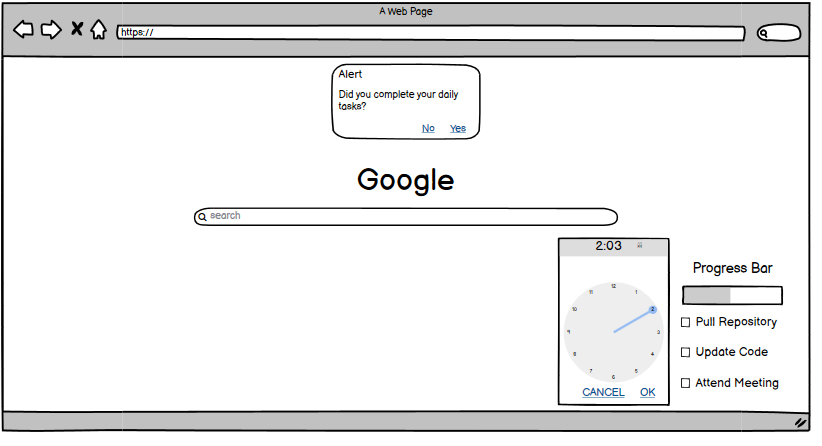 A Web Page
https://
Alert
Did you complete your daily
tasks?
No Yes
Google
search
2:03
12
11 1
10 2
9 3
8 4
7 5
6
CANCEL OK
Progress Bar
Pull Repository
Update Code
Attend Meeting